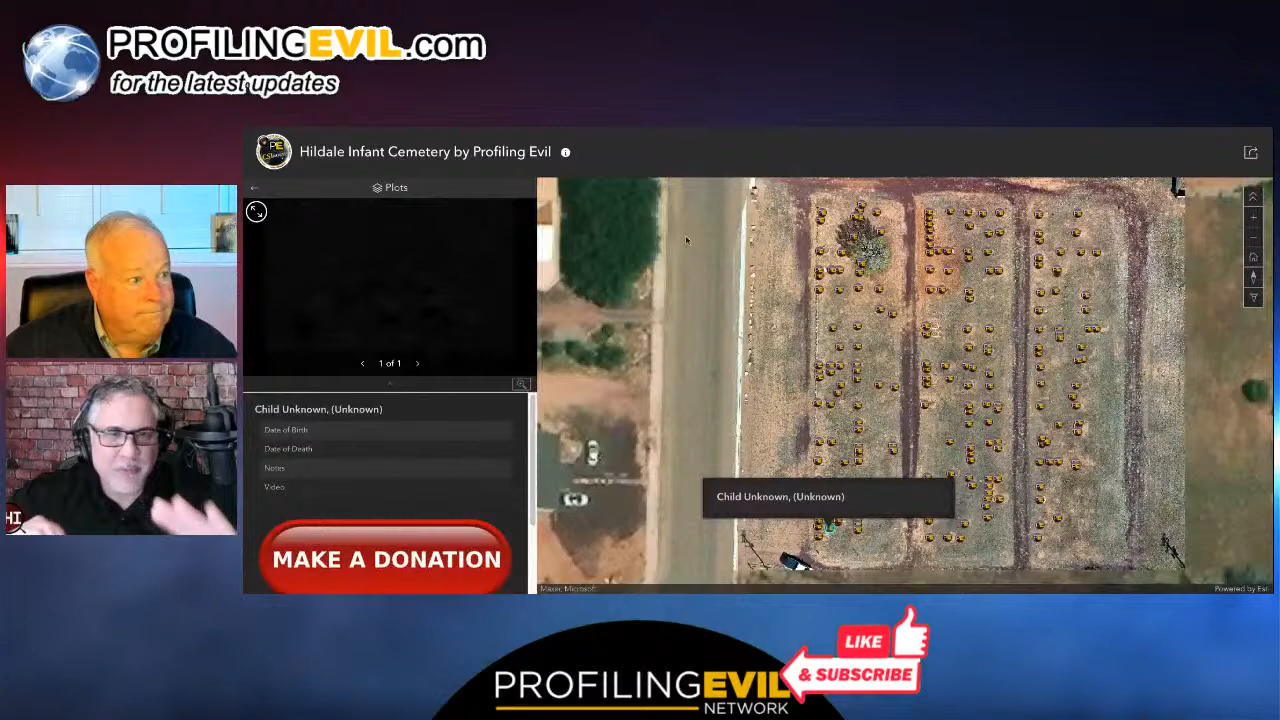 PROFILINGEVIL.com
for the latest updates
Hildale Infant Cemetery by Profiling Evil
Plots
1 of 1
Child Unknown, (Unknown)
Date of Birth
Date of Death
Notes
Video
MAKE A DONATION
Child Unknown, (Unknown)
Maxar, Microsoft
Powered by Esri
HI
LIKE
& SUBSCRIBE
PROFILINGEVIL
NETWORK